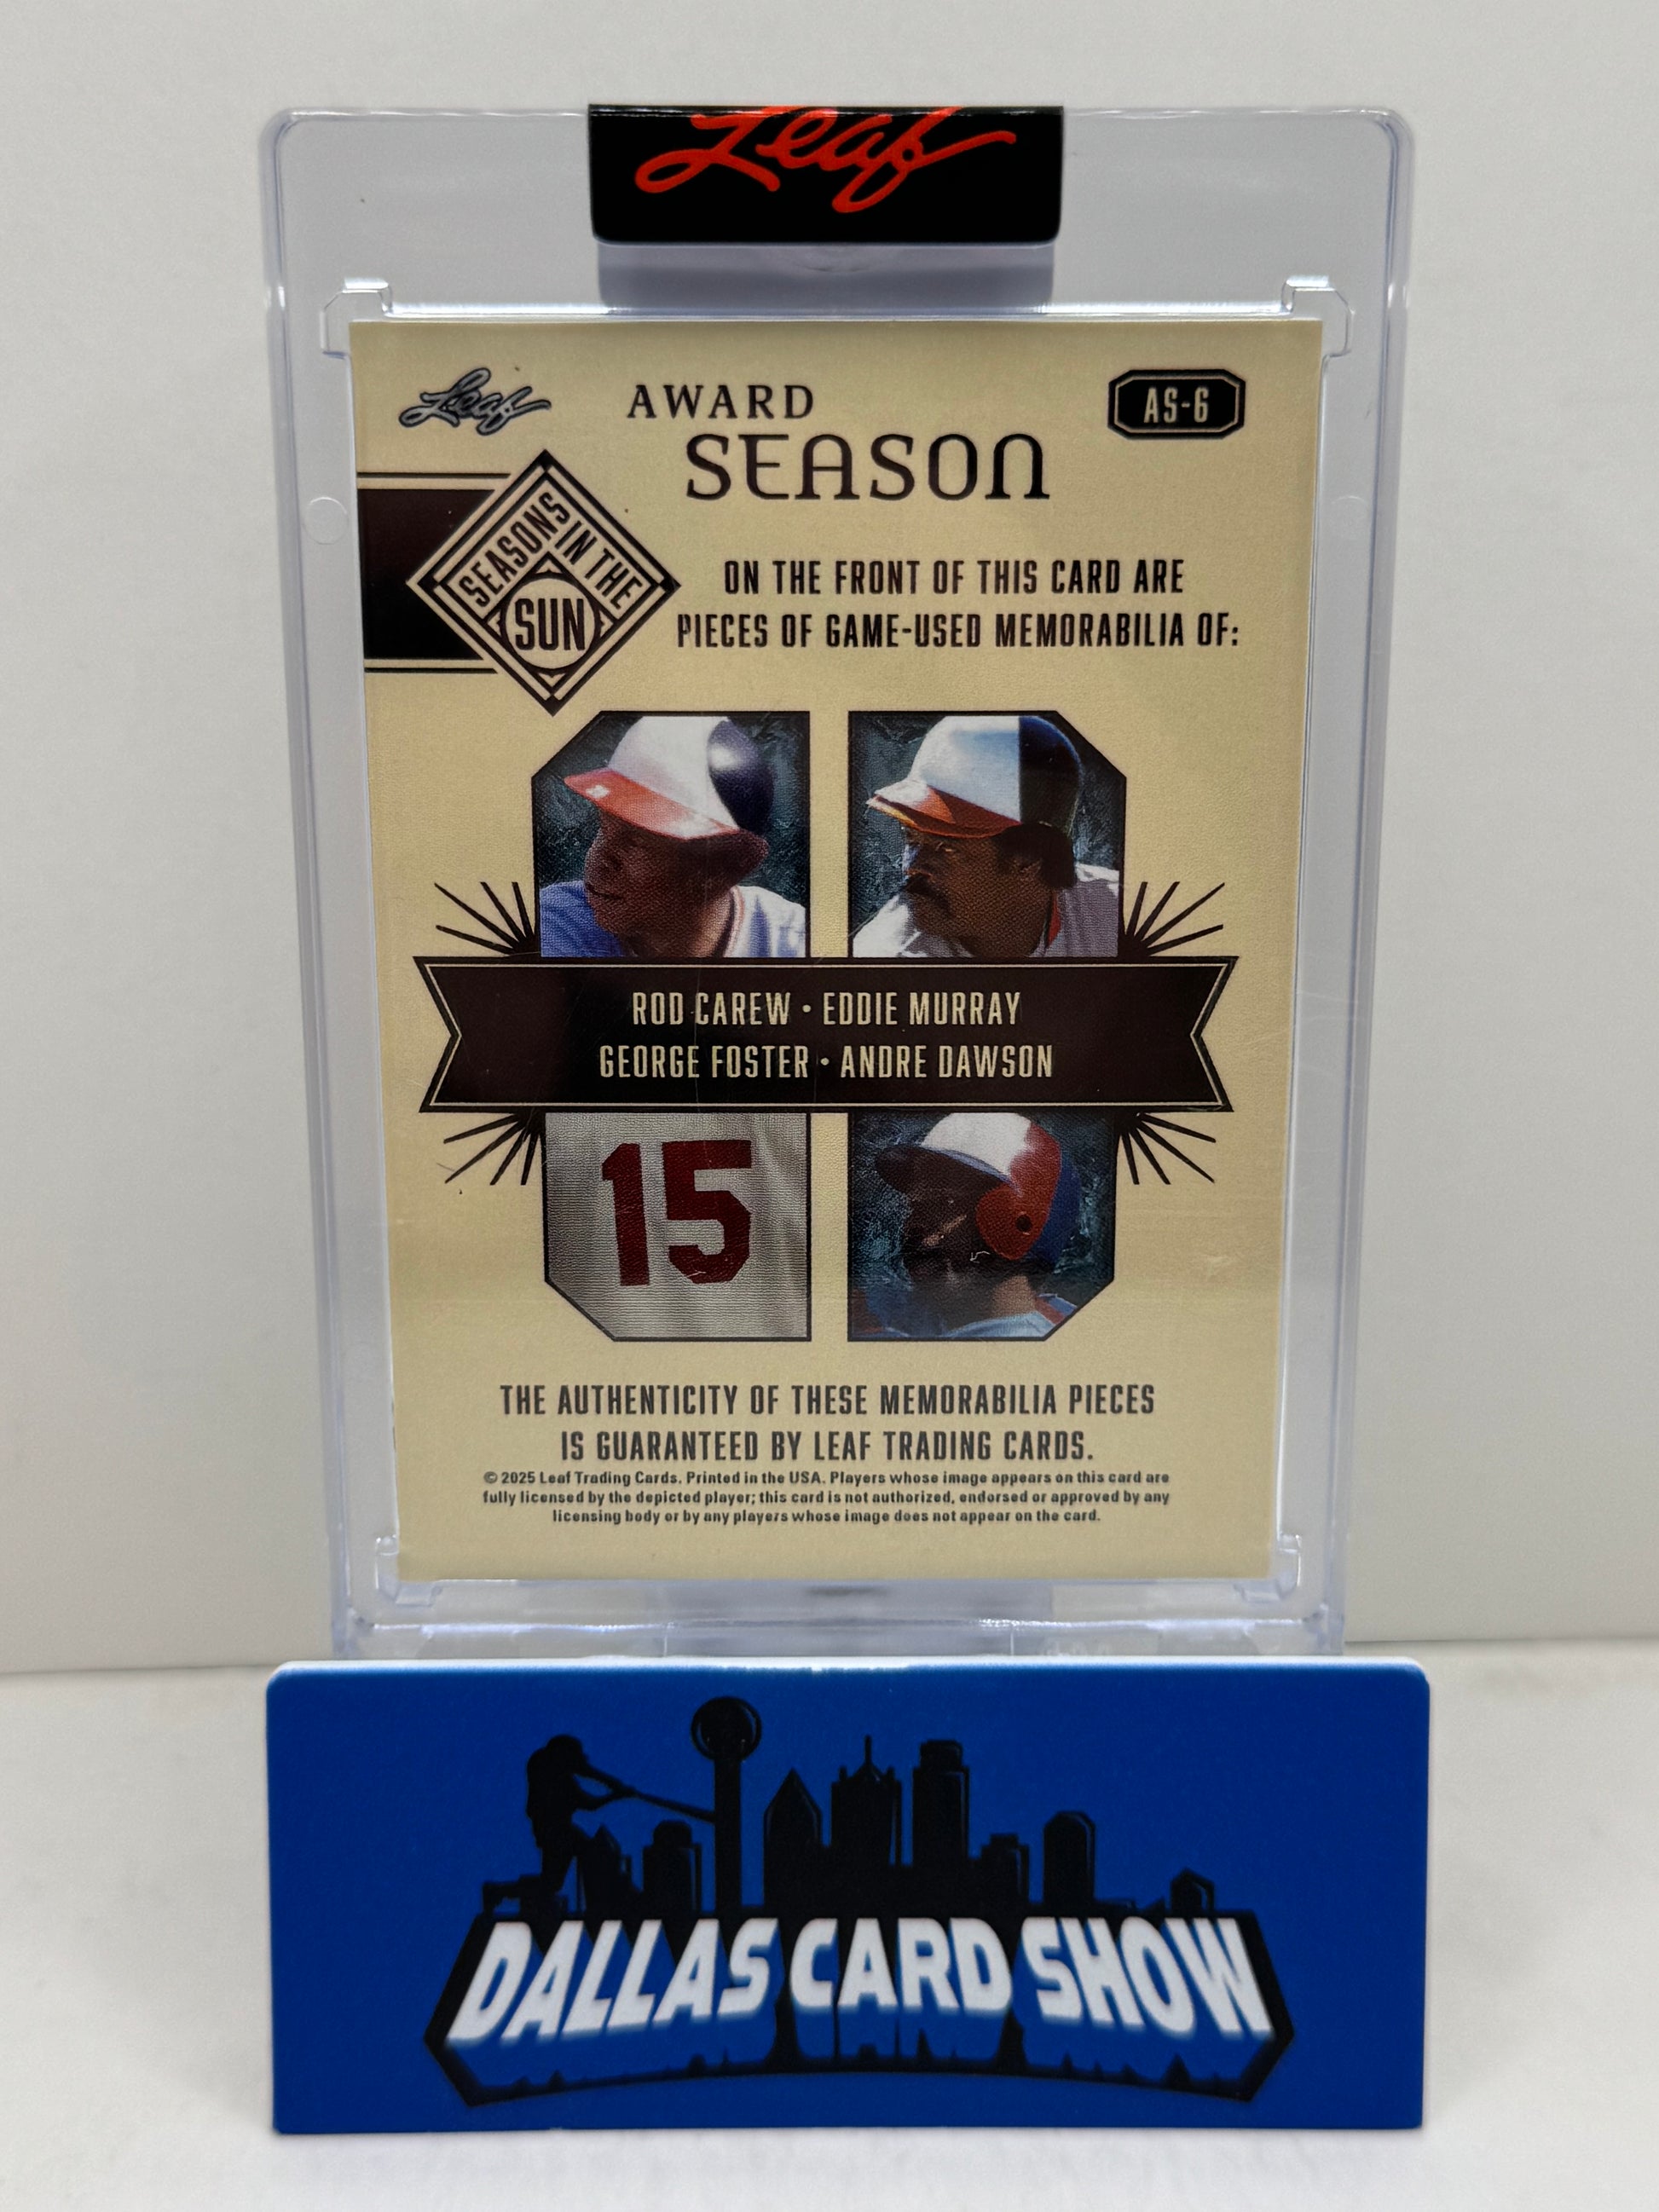 Leaf
Leaf
AWARD
SEASON
AS-6
SEASONS IN THE
SUN
ON THE FRONT OF THIS CARD ARE
PIECES OF GAME-USED MEMORABILIA OF:
ROD CAREW • EDDIE MURRAY
GEORGE FOSTER • ANDRE DAWSON
15
THE AUTHENTICITY OF THESE MEMORABILIA PIECES
IS GUARANTEED BY LEAF TRADING CARDS.
© 2025 Leaf Trading Cards. Printed in the USA. Players whose image appears on this card are
fully licensed by the depicted player; this card is not authorized, endorsed or approved by any
licensing body or by any players whose image does not appear on the card.
DALLAS CARD SHOW